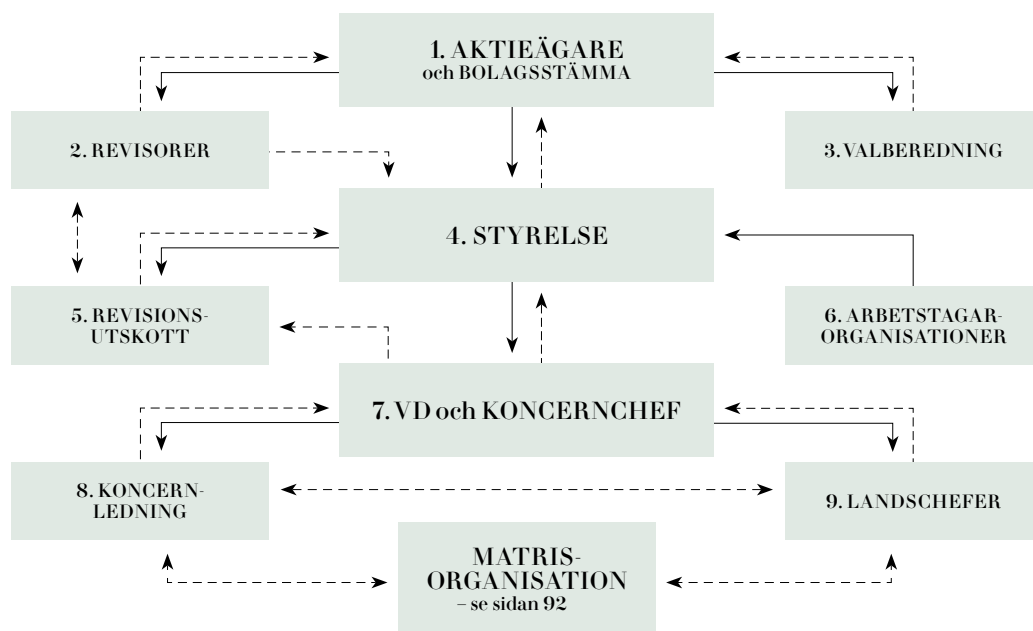 1. AKTIEÄGARE
och BOLAGSSTÄMMA
2. REVISORER
3. VALBEREDNING
4. STYRELSE
5. REVISIONS-
UTSKOTT
6. ARBETSTAGAR-
ORGANISATIONER
7. VD och KONCERNCHEF
8. KONCERN-
LEDNING
9. LANDSCHEFER
MATRIS-
ORGANISATION
– se sidan 92